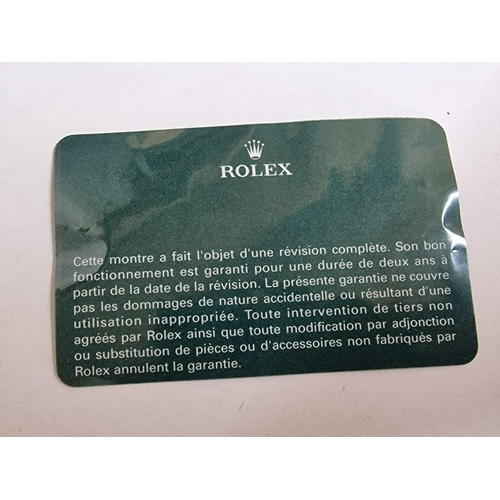 ROLEX
Cette montre a fait l'objet d'une révision complète. Son bon
fonctionnement est garanti pour une durée de deux ans à
partir de la date de la révision. La présente garantie ne couvre
pas les dommages de nature accidentelle ou résultant d'une
utilisation inappropriée. Toute intervention de tiers non
agréés par Rolex ainsi que toute modification par adjonction
ou substitution de pièces ou d'accessoires non fabriqués par
Rolex annulent la garantie.